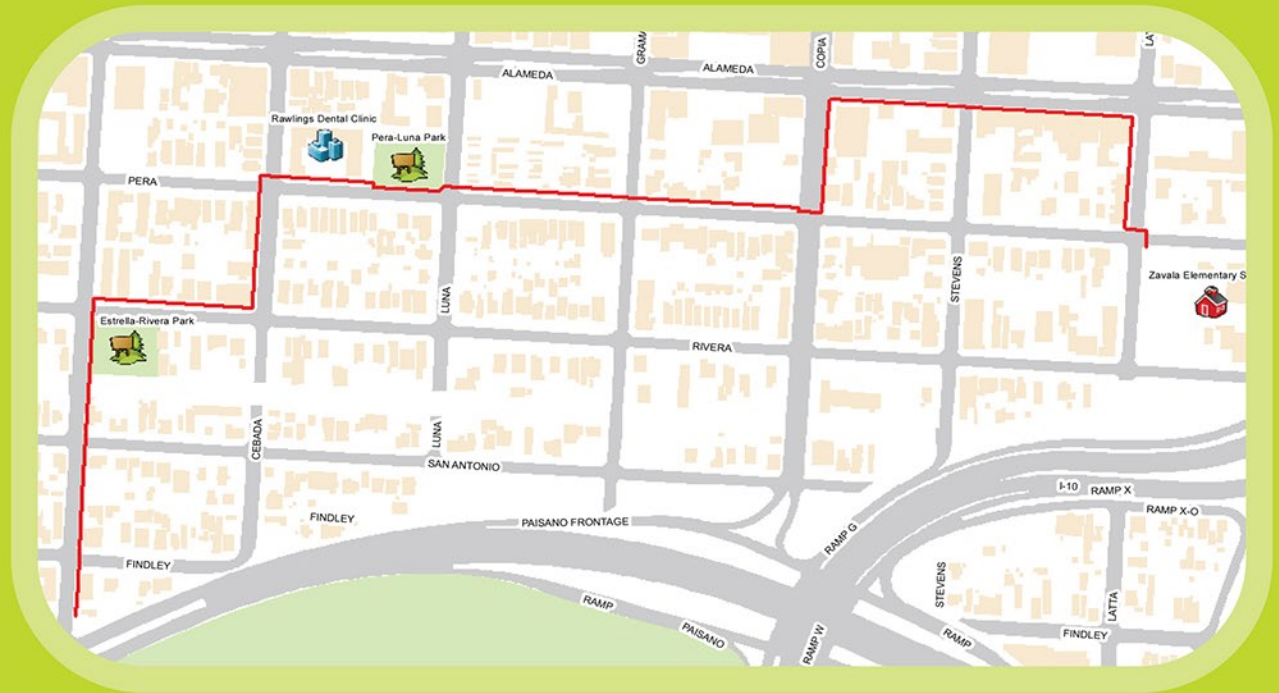 GRAMA
COPIA
LAT
ALAMEDA
ALAMEDA
Rawlings Dental Clinic
Pera-Luna Park
PERA
Zavala Elementary S
STEVENS
LUNA
Estrella-Rivera Park
RIVERA
CEBADA
LUNA
SAN ANTONIO
I-10
RAMP X
RAMP X-O
FINDLEY
PAISANO FRONTAGE
RAMP G
FINDLEY
STEVENS
LATTA
RAMP
PAISANO
RAMP W
RAMP
FINDLEY